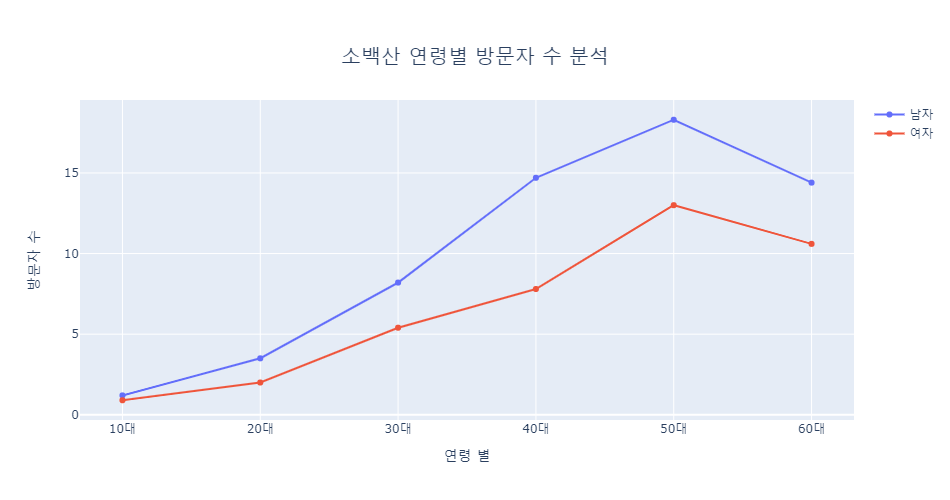 소백산 연령별 방문자 수 분석
남자
여자
방문자 수
15
10
5
0
10대 20대 30대 40대 50대 60대
연령 별